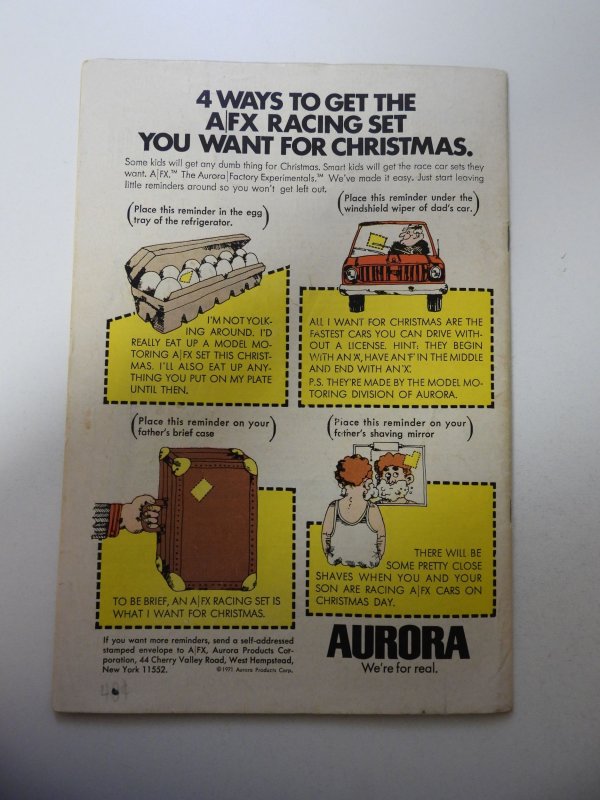 4 WAYS TO GET THE
A|FX RACING SET
YOU WANT FOR CHRISTMAS.
Some kids will get any dumb thing for Christmas. Smart kids will get the race car sets they
want. A|FX.™ The Aurora|Factory Experimentals.™ We've made it easy. Just start leaving
little reminders around so you won't get left out.
(Place this reminder in the egg
tray of the refrigerator.)
I'M NOT YOLK-
ING AROUND. I'D
REALLY EAT UP A MODEL MO-
TORING A|FX SET THIS CHRIST-
MAS. I'LL ALSO EAT UP ANY-
THING YOU PUT ON MY PLATE
UNTIL THEN.
(Place this reminder under the
windshield wiper of dad's car.)
ALL I WANT FOR CHRISTMAS ARE THE
FASTEST CARS YOU CAN DRIVE WITH-
OUT A LICENSE. HINT: THEY BEGIN
WITH AN 'A', HAVE AN 'F' IN THE MIDDLE
AND END WITH AN 'X'.
P.S. THEY'RE MADE BY THE MODEL MO-
TORING DIVISION OF AURORA.
(Place this reminder on your
father's brief case)
TO BE BRIEF, AN A|FX RACING SET IS
WHAT I WANT FOR CHRISTMAS.
(Place this reminder on your
father's shaving mirror)
THERE WILL BE
SOME PRETTY CLOSE
SHAVES WHEN YOU AND YOUR
SON ARE RACING A|FX CARS ON
CHRISTMAS DAY.
If you want more reminders, send a self-addressed
stamped envelope to A|FX, Aurora Products Cor-
poration, 44 Cherry Valley Road, West Hempstead,
New York 11552.
©1971 Aurora Products Corp.
AURORA
We're for real.